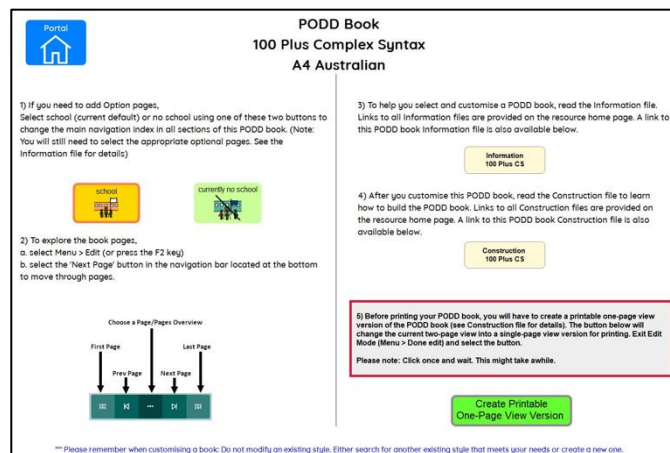 Portal
PODD Book
100 Plus Complex Syntax
A4 Australian
1) If you need to add Option pages,
Select school (current default) or no school using one of these two buttons to
change the main navigation index in all sections of this PODD book. (Note:
You will still need to select the appropriate optional pages. See the
Information file for details)
school
currently no school
2) To explore the book pages,
a. select Menu > Edit (or press the F2 key)
b. select the 'Next Page' button in the navigation bar located at the bottom
to move through pages.
Choose a Page/Pages Overview
First Page
Last Page
Prev Page
Next Page
3) To help you select and customise a PODD book, read the Information file.
Links to all Information files are provided on the resource home page. A link to
this PODD book Information file is also available below.
Information
100 Plus CS
4) After you customise this PODD book, read the Construction file to learn
how to build the PODD book. Links to all Construction files are provided on
the resource home page. A link to this PODD book Construction file is also
available below.
Construction
100 Plus CS
5) Before printing your PODD book, you will have to create a printable one-page view
version of the PODD book (see Construction file for details). The button below will
change the current two-page view into a single-page view version for printing. Exit Edit
Mode (Menu > Done edit) and select the button.
Please note: Click once and wait. This might take awhile.
Create Printable
One-Page View Version
*** Please remember when customising a book: Do not modify an existing style. Either search for another existing style that meets your needs or create a new one.